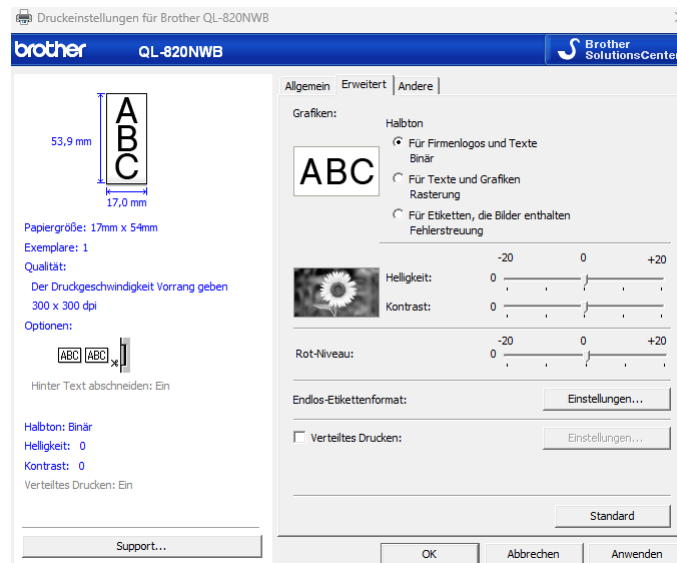 Druckeinstellungen für Brother QL-820NWB
brother QL-820NWB Brother SolutionsCenter
53,9 mm
A
B
C
17,0 mm
Papiergröße: 17mm x 54mm
Exemplare: 1
Qualität:
Der Druckgeschwindigkeit Vorrang geben
300 x 300 dpi
Optionen:
ABC ABC
Hinter Text abschneiden: Ein
Halbton: Binär
Helligkeit: 0
Kontrast: 0
Verteiltes Drucken: Ein
Support...
Allgemein Erweitert Andere
Grafiken:
ABC
Halbton
Für Firmenlogos und Texte
Binär
Für Texte und Grafiken
Rasterung
Für Etiketten, die Bilder enthalten
Fehlerstreuung
-20 0 +20
Helligkeit: 0
Kontrast: 0
-20 0 +20
Rot-Niveau: 0
Endlos-Etikettenformat: Einstellungen...
Verteiltes Drucken: Einstellungen...
Standard
OK Abbrechen Anwenden